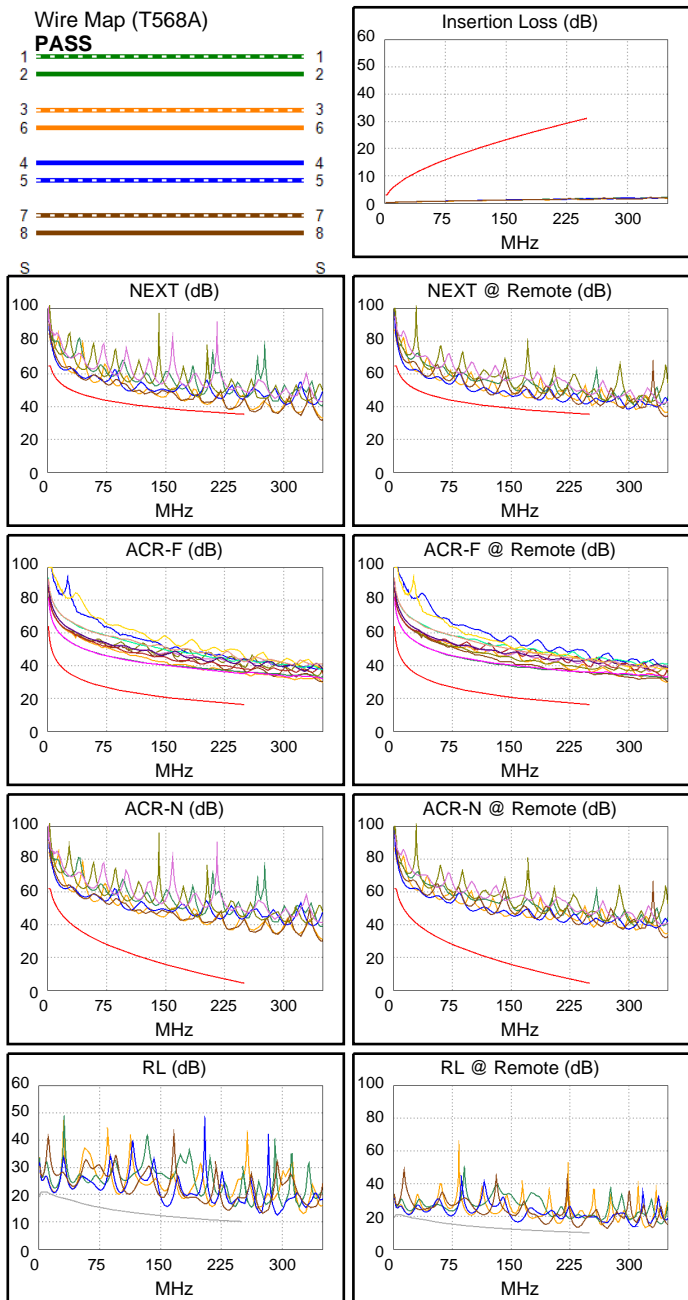 Wire Map (T568A)
PASS
1 1
2 2
3 3
6 6
4 4
5 5
7 7
8 8
S S
Insertion Loss (dB)
60
50
40
30
20
10
0
0 75 150 225 300
MHz
NEXT (dB)
100
80
60
40
20
0
0 75 150 225 300
MHz
NEXT @ Remote (dB)
100
80
60
40
20
0
0 75 150 225 300
MHz
ACR-F (dB)
100
80
60
40
20
0
0 75 150 225 300
MHz
ACR-F @ Remote (dB)
100
80
60
40
20
0
0 75 150 225 300
MHz
ACR-N (dB)
100
80
60
40
20
0
0 75 150 225 300
MHz
ACR-N @ Remote (dB)
100
80
60
40
20
0
0 75 150 225 300
MHz
RL (dB)
60
50
40
30
20
10
0
0 75 150 225 300
MHz
RL @ Remote (dB)
100
80
60
40
20
0
0 75 150 225 300
MHz